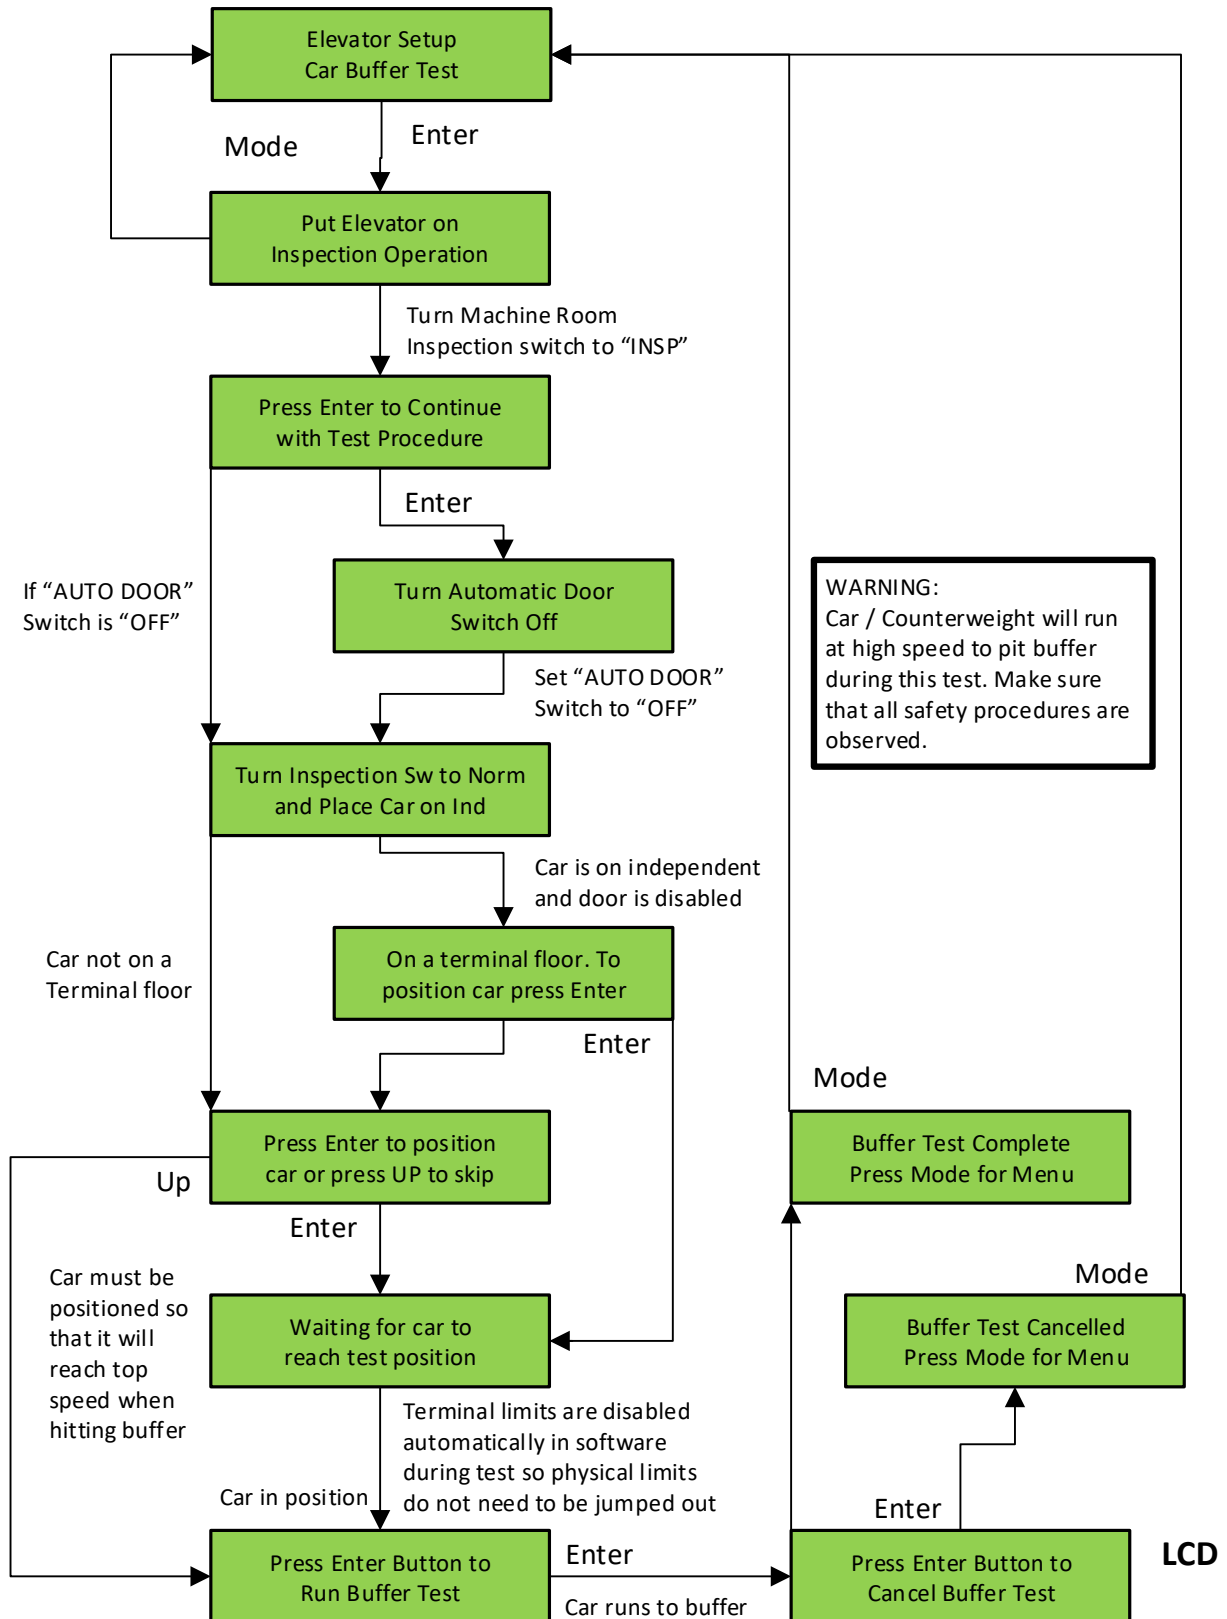 Elevator Setup
Car Buffer Test
Mode
Enter
Put Elevator on
Inspection Operation
Turn Machine Room
Inspection switch to “INSP”
Press Enter to Continue
with Test Procedure
Enter
If “AUTO DOOR”
Switch is “OFF”
Turn Automatic Door
Switch Off
WARNING:
Car / Counterweight will run
at high speed to pit buffer
during this test. Make sure
that all safety procedures are
observed.
Set “AUTO DOOR”
Switch to “OFF”
Turn Inspection Sw to Norm
and Place Car on Ind
Car is on independent
and door is disabled
Car not on a
Terminal floor
On a terminal floor. To
position car press Enter
Enter
Mode
Press Enter to position
car or press UP to skip
Up
Enter
Buffer Test Complete
Press Mode for Menu
Car must be
positioned so
that it will
reach top
speed when
hitting buffer
Mode
Waiting for car to
reach test position
Buffer Test Cancelled
Press Mode for Menu
Terminal limits are disabled
automatically in software
during test so physical limits
do not need to be jumped out
Car in position
Enter
Press Enter Button to
Run Buffer Test
Enter
Car runs to buffer
Press Enter Button to
Cancel Buffer Test
LCD